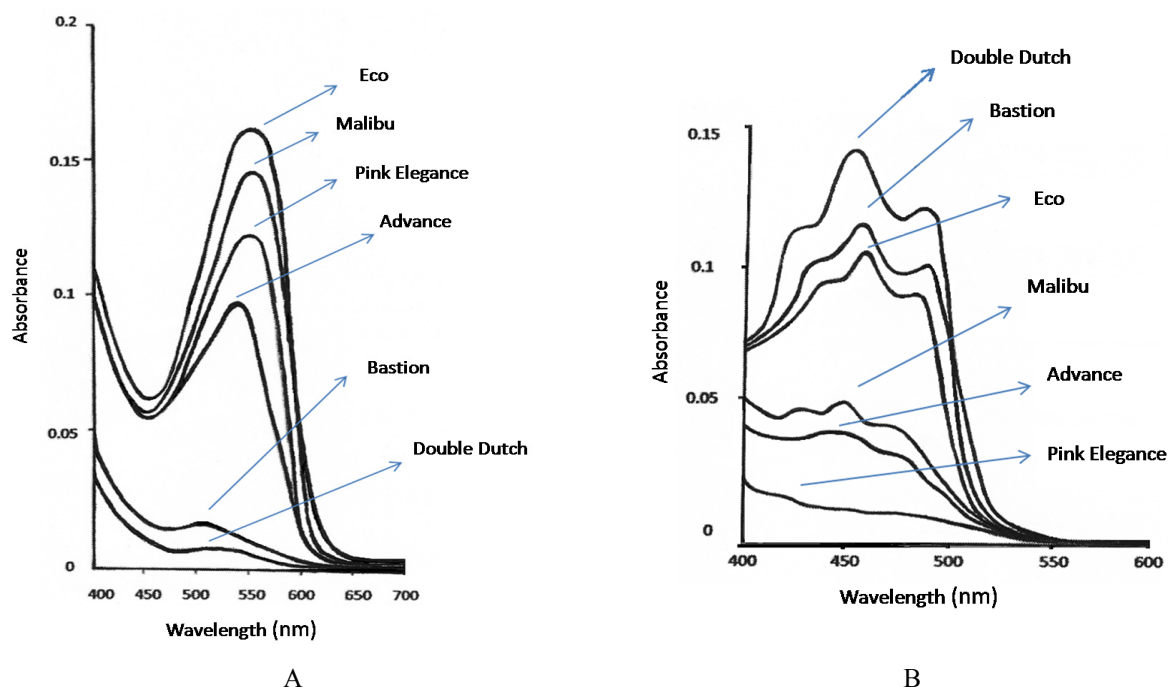 0.2
Eco
Malibu
0.15
Pink Elegance
Advance
Absorbance
0.1
Bastion
0.05
Double Dutch
0
400 450 500 550 600 650 700
Wavelength (nm)
A
Double Dutch
Bastion
0.15
Eco
0.1
Malibu
Absorbance
Advance
0.05
Pink Elegance
0
400 450 500 550 600
Wavelength (nm)
B